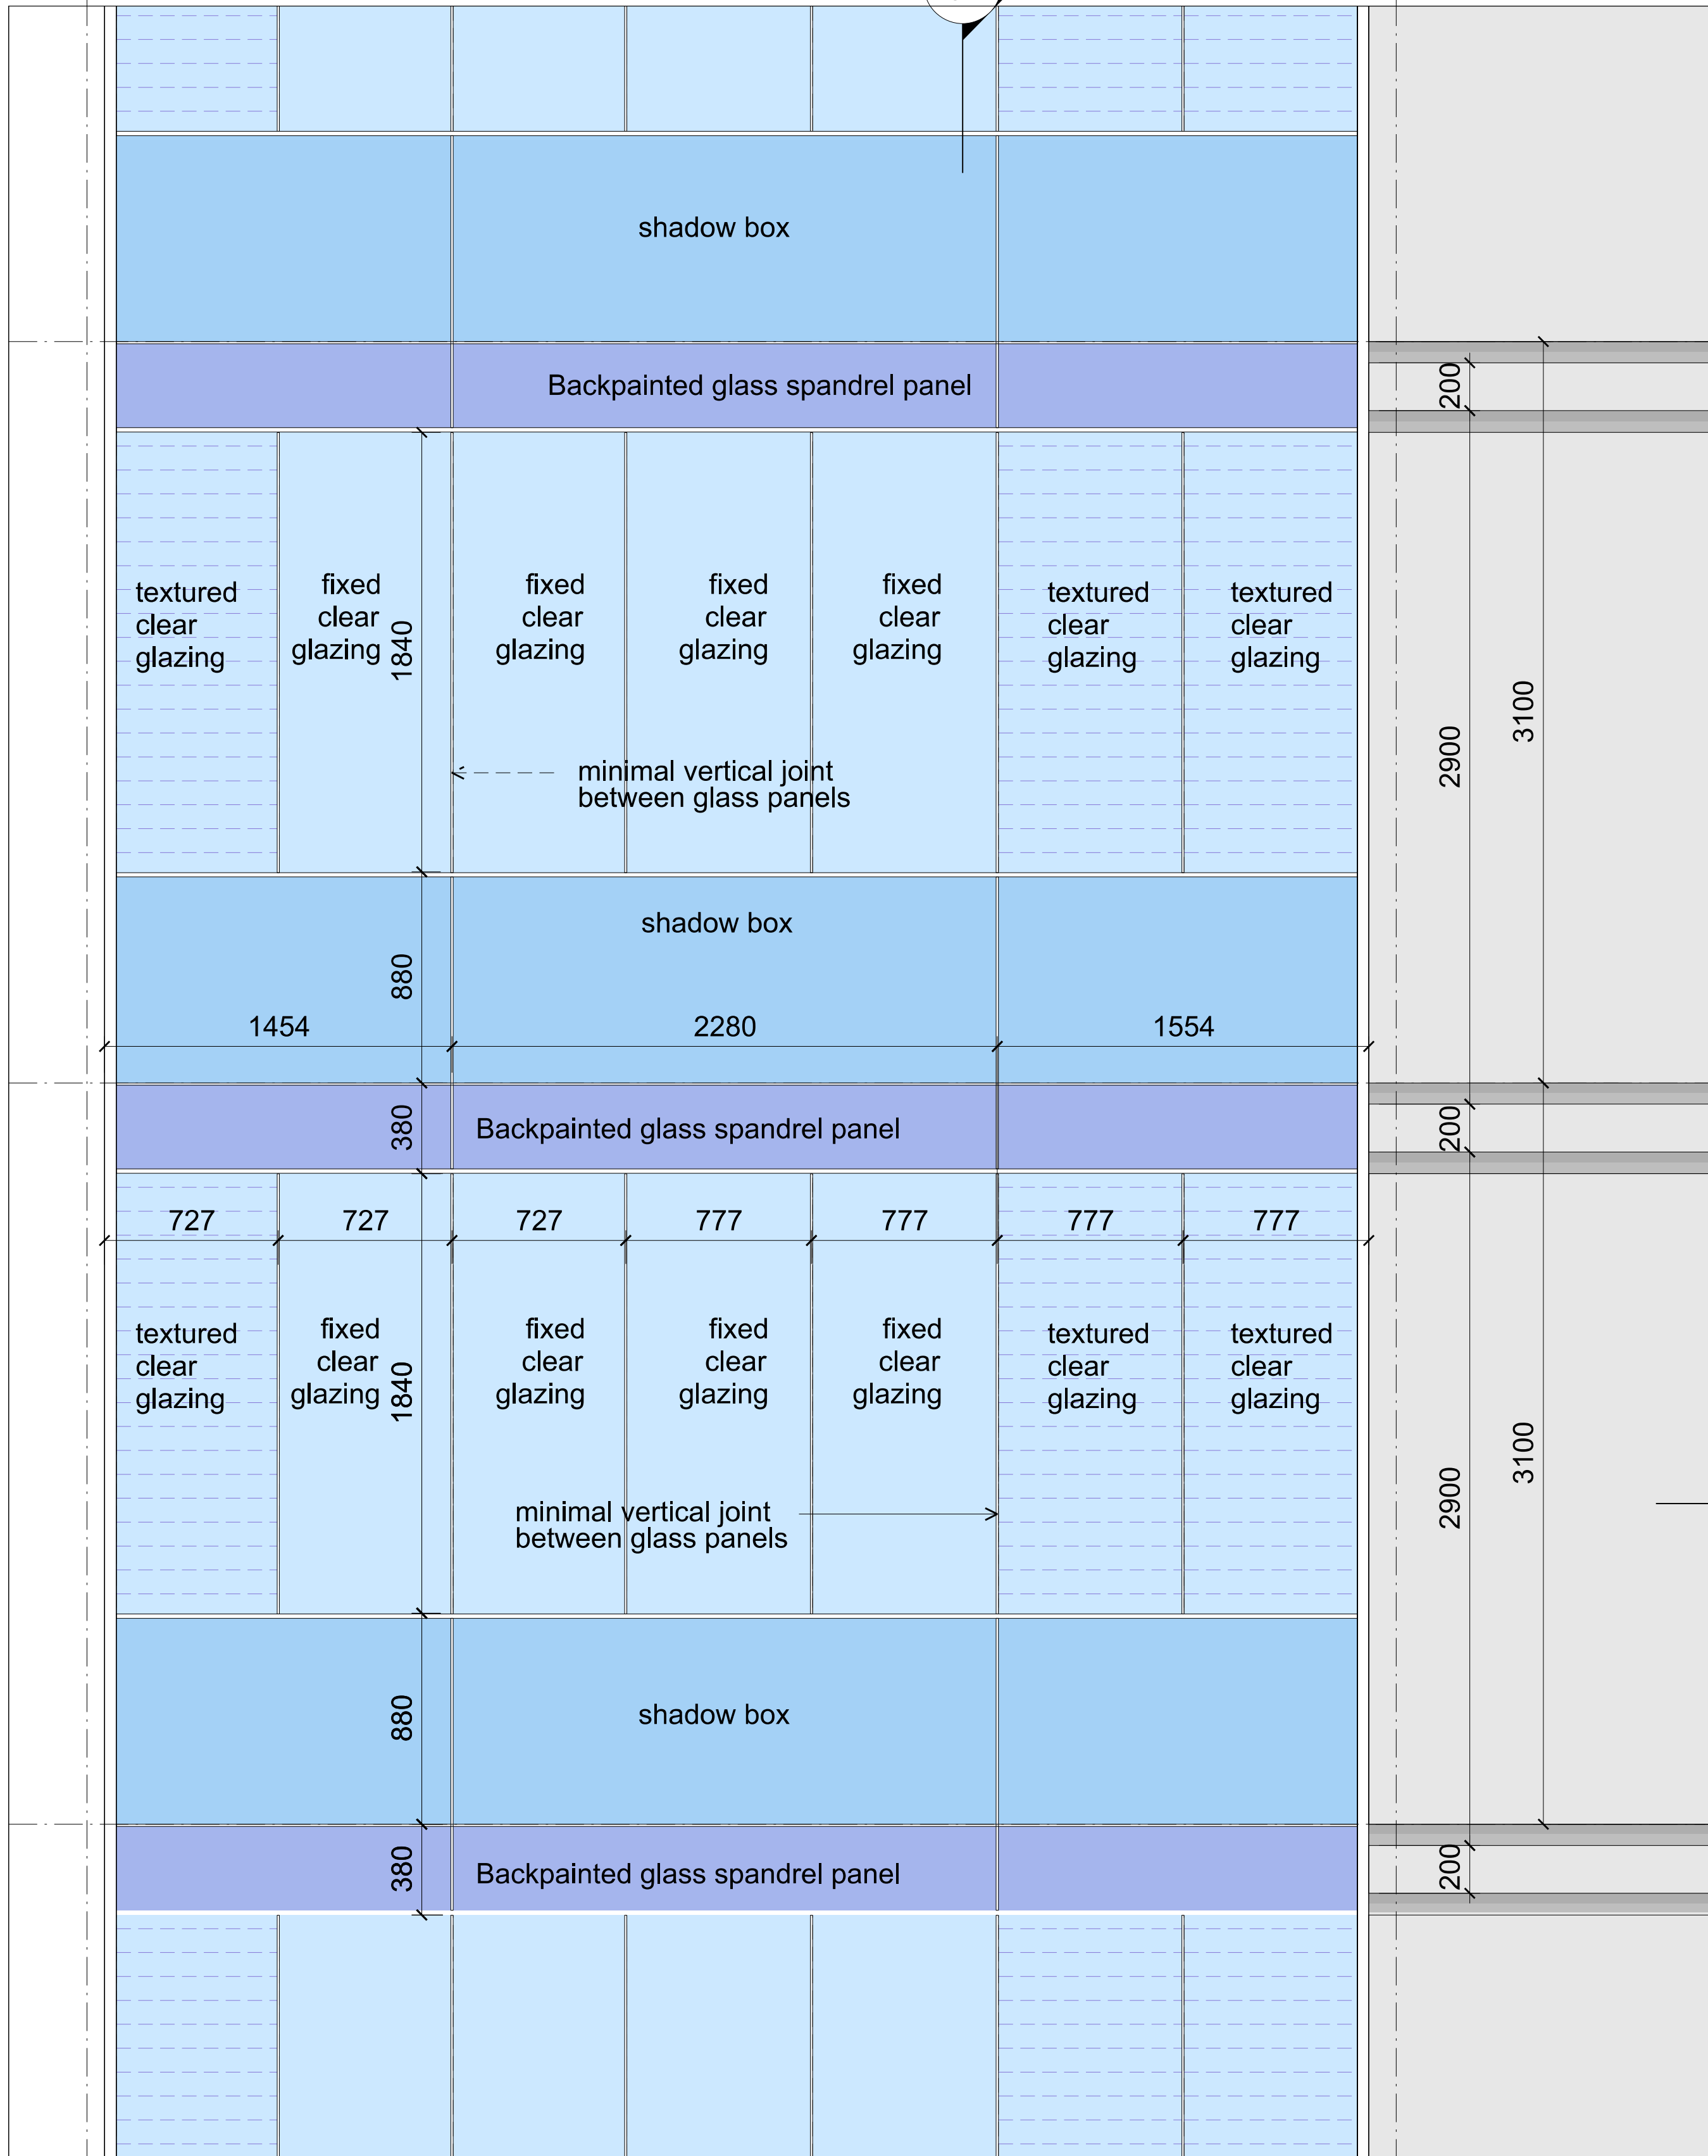 shadow box
Backpainted glass spandrel panel
200
textured
clear
glazing
fixed
clear
glazing
1840
fixed
clear
glazing
fixed
clear
glazing
fixed
clear
glazing
textured
clear
glazing
textured
clear
glazing
2900
3100
minimal vertical joint
between glass panels
shadow box
880
1454
2280
1554
380
Backpainted glass spandrel panel
200
727
727
727
777
777
777
777
textured
clear
glazing
fixed
clear
glazing
1840
fixed
clear
glazing
fixed
clear
glazing
fixed
clear
glazing
textured
clear
glazing
textured
clear
glazing
2900
3100
minimal vertical joint
between glass panels
880
shadow box
380
Backpainted glass spandrel panel
200